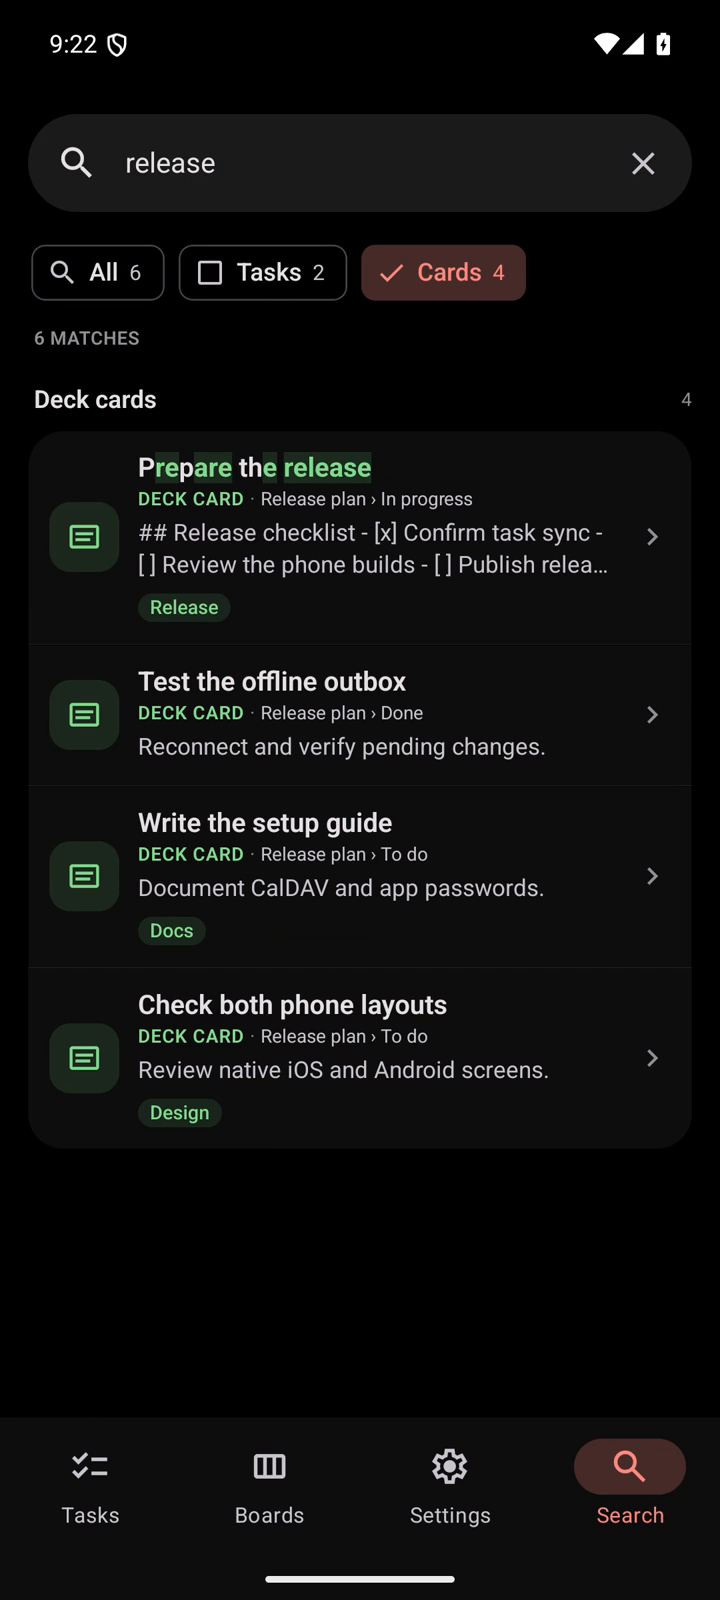 9:22
release
All 6
Tasks 2
Cards 4
6 MATCHES
Deck cards
4
Prepare the release
DECK CARD · Release plan › In progress
## Release checklist - [x] Confirm task sync -
[ ] Review the phone builds - [ ] Publish relea…
Release
Test the offline outbox
DECK CARD · Release plan › Done
Reconnect and verify pending changes.
Write the setup guide
DECK CARD · Release plan › To do
Document CalDAV and app passwords.
Docs
Check both phone layouts
DECK CARD · Release plan › To do
Review native iOS and Android screens.
Design
Tasks
Boards
Settings
Search